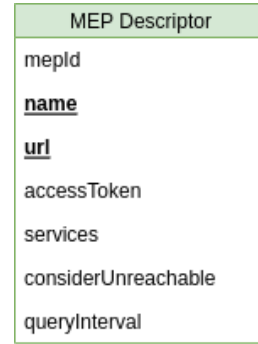 MEP Descriptor
mepId
name
url
accessToken
services
considerUnreachable
queryInterval